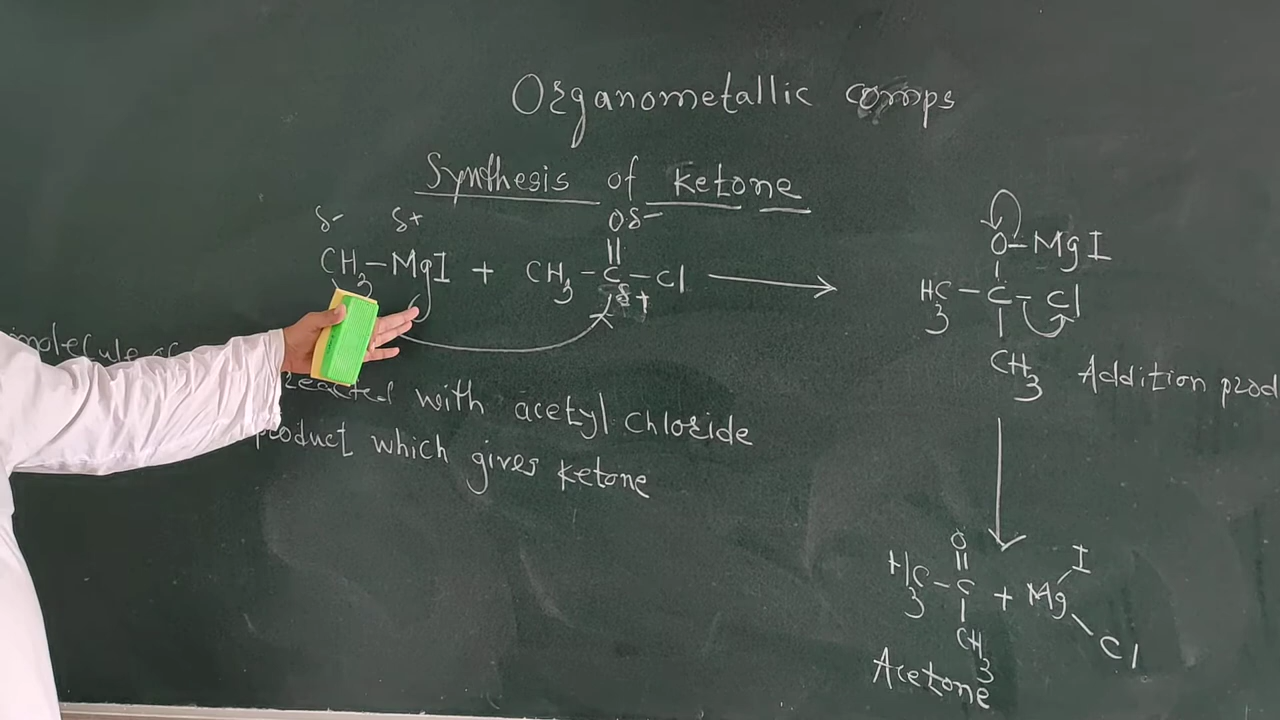 Organometallic comps
Synthesis of ketone
δ- δ+ Oδ-
CH3-MgI + CH3-C-Cl ⟶
δ+
O-MgI
H3C-C-Cl
CH3 Addition prod
molecule
reacted with acetyl chloride
product which gives ketone
O I
H3C-C + Mg
CH3 Cl
Acetone